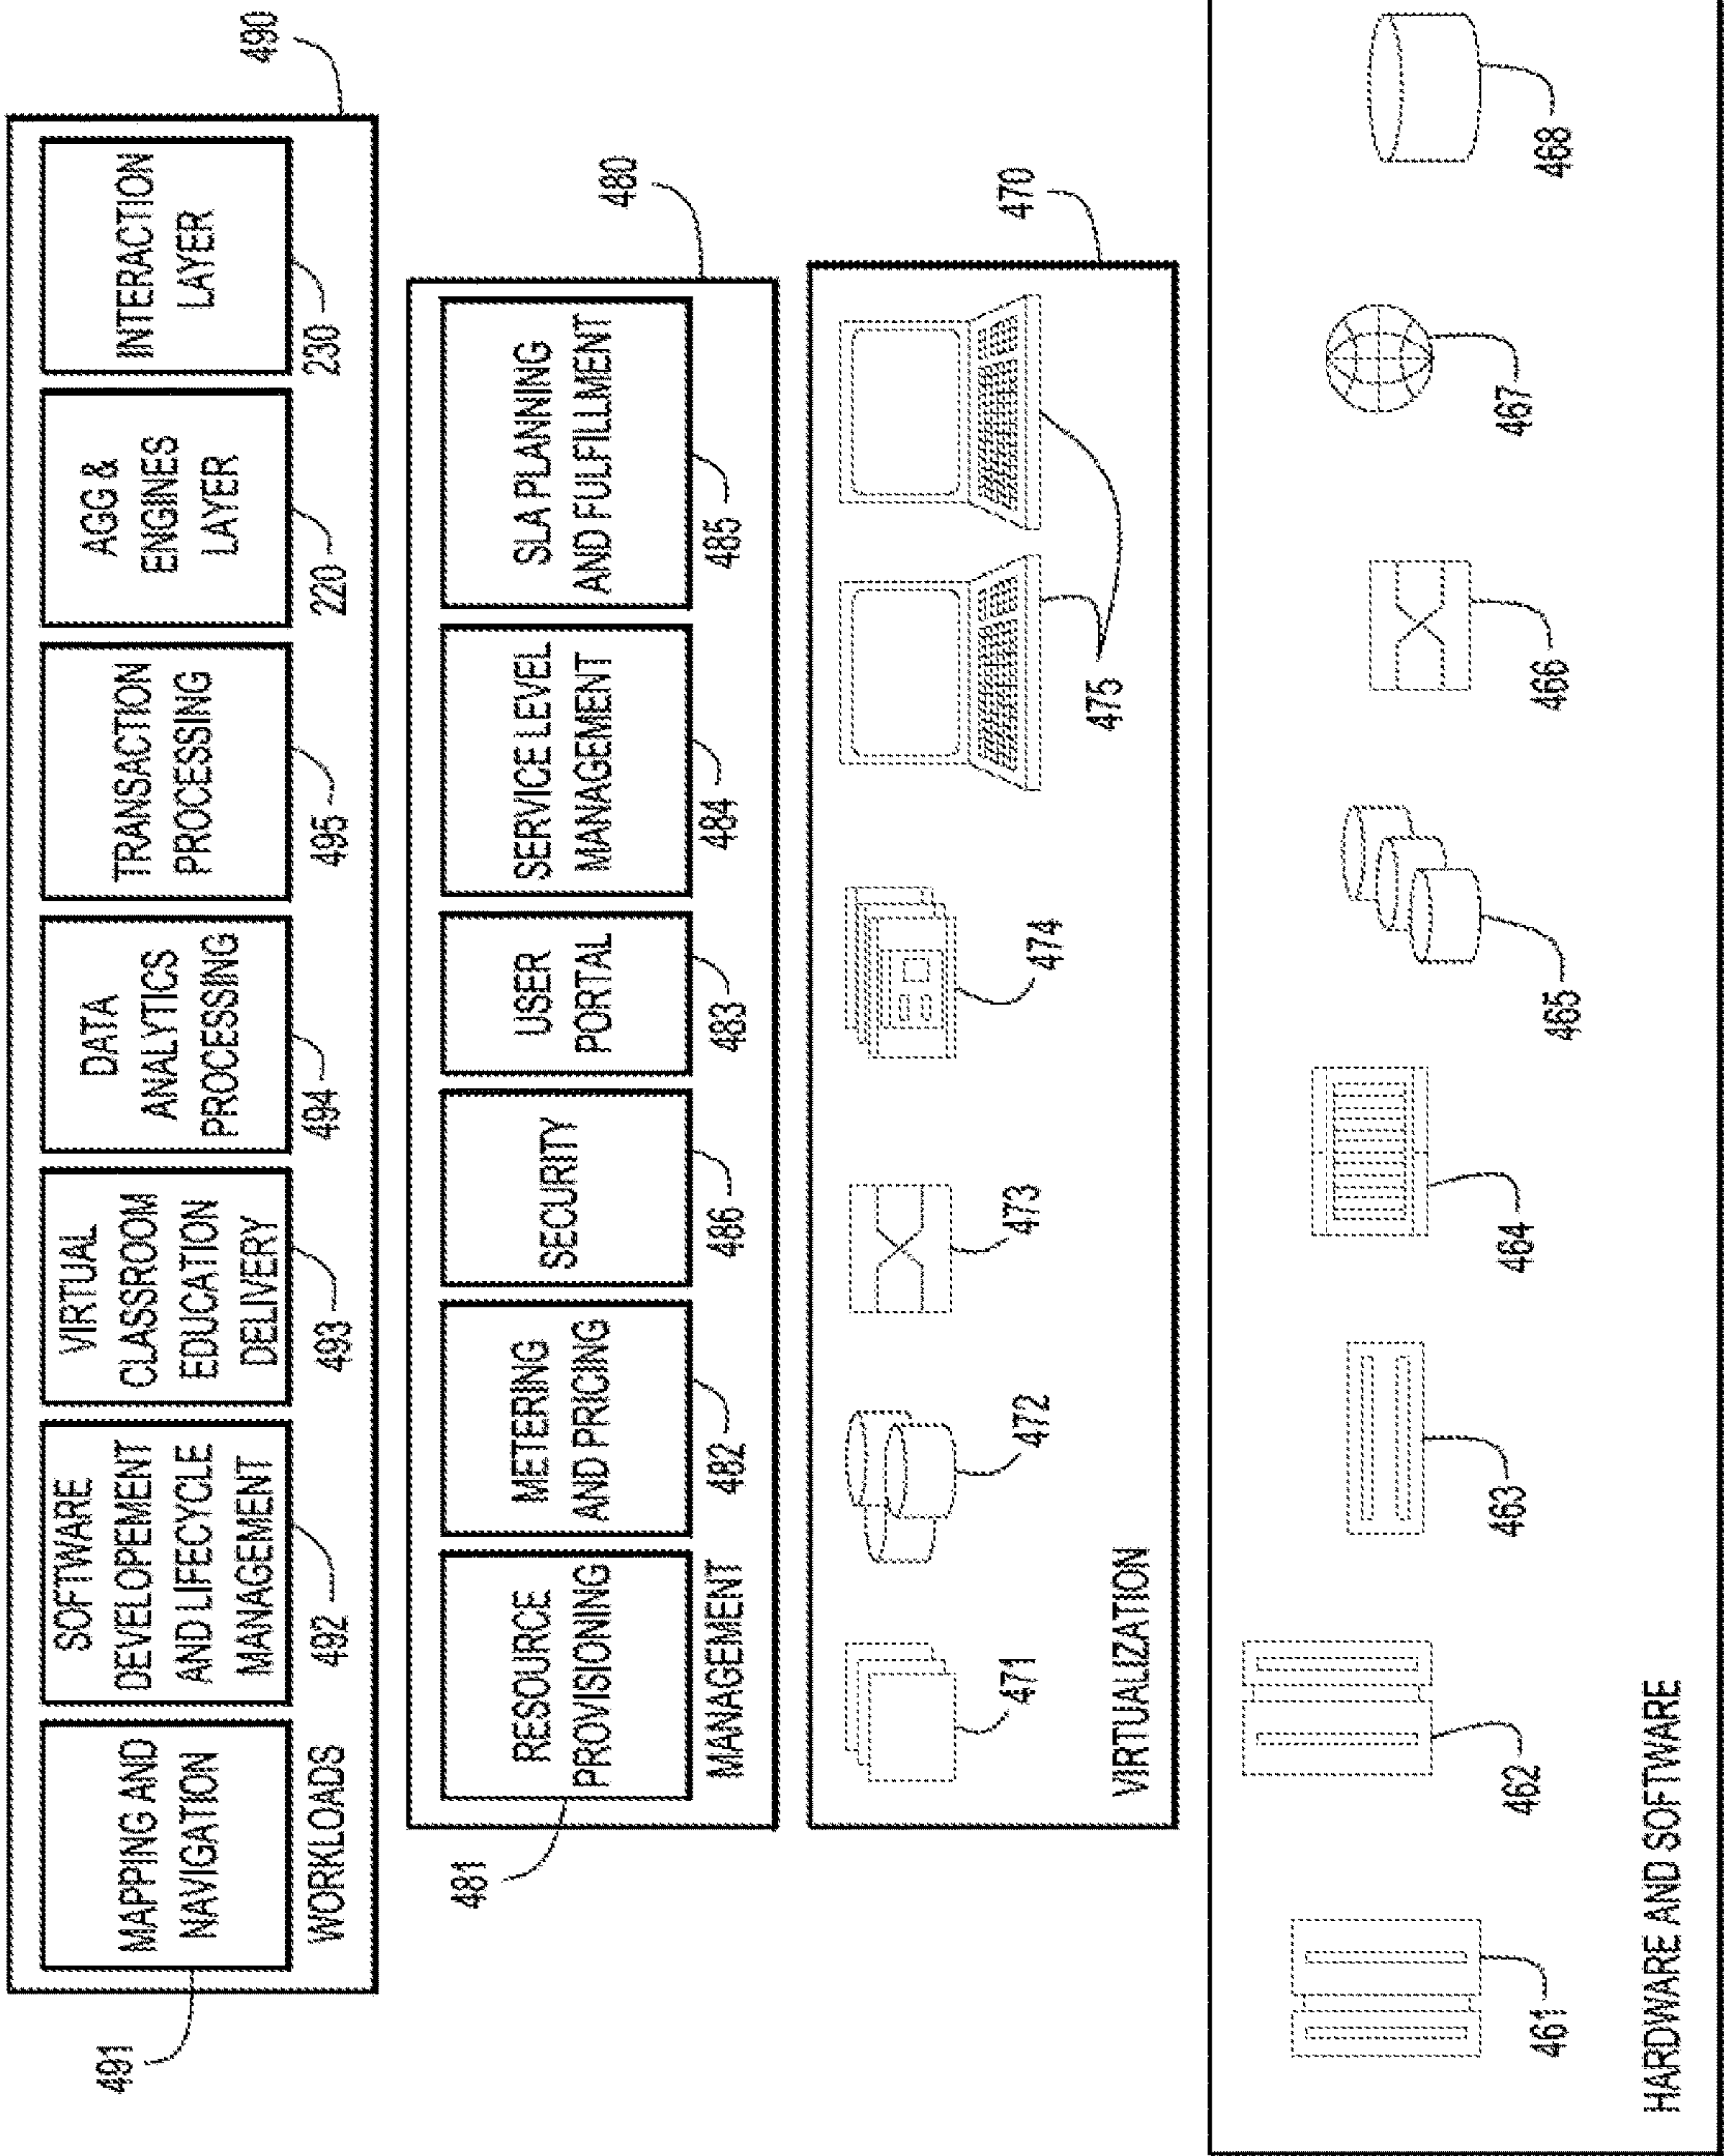 490
MAPPING AND
NAVIGATION
491
SOFTWARE
DEVELOPEMENT
AND LIFECYCLE
MANAGEMENT
492
VIRTUAL
CLASSROOM
EDUCATION
DELIVERY
493
DATA
ANALYTICS
PROCESSING
494
TRANSACTION
PROCESSING
495
AGG &
ENGINES
LAYER
220
INTERACTION
LAYER
230
WORKLOADS
480
RESOURCE
PROVISIONING
481
METERING
AND PRICING
482
SECURITY
486
USER
PORTAL
483
SERVICE LEVEL
MANAGEMENT
484
SLA PLANNING
AND FULFILLMENT
485
MANAGEMENT
470
471
472
473
474
475
VIRTUALIZATION
461
462
463
464
465
466
467
468
HARDWARE AND SOFTWARE